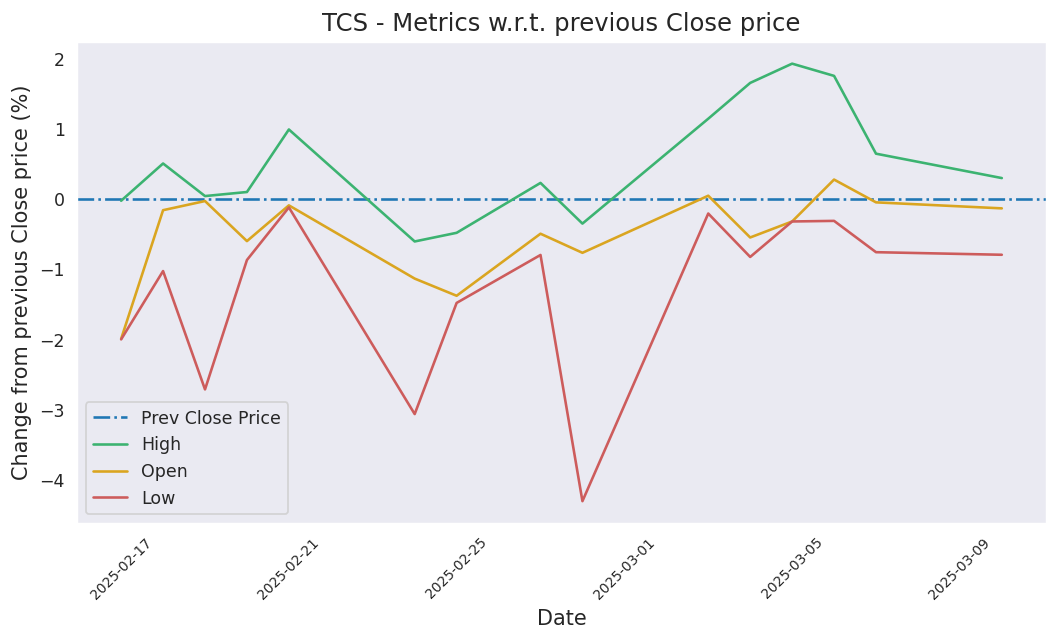 TCS - Metrics w.r.t. previous Close price
Change from previous Close price (%)
2
1
0
−1
−2
−3
−4
Prev Close Price
High
Open
Low
2025-02-17
2025-02-21
2025-02-25
2025-03-01
2025-03-05
2025-03-09
Date